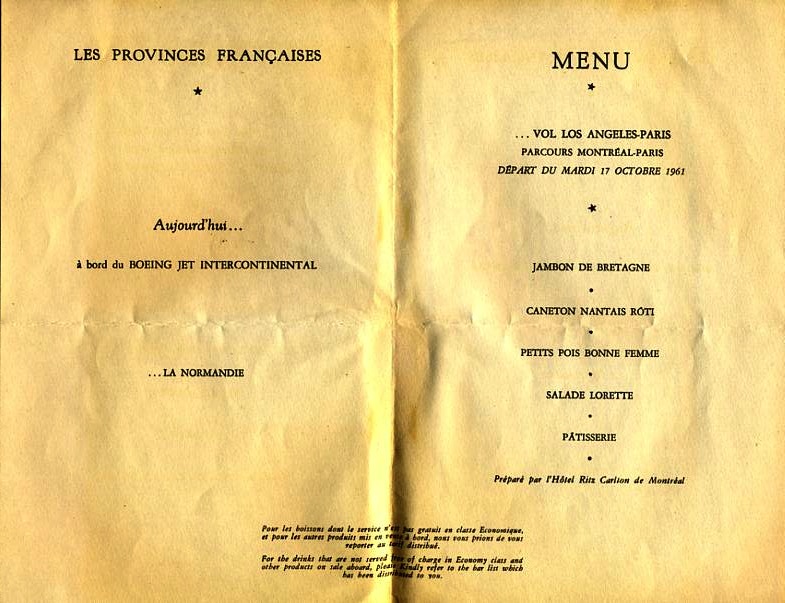 LES PROVINCES FRANÇAISES
Aujourd'hui...
à bord du BOEING JET INTERCONTINENTAL
...LA NORMANDIE
MENU
...VOL LOS ANGELES-PARIS
PARCOURS MONTRÉAL-PARIS
DÉPART DU MARDI 17 OCTOBRE 1961
JAMBON DE BRETAGNE
CANETON NANTAIS RÔTI
PETITS POIS BONNE FEMME
SALADE LORETTE
PÂTISSERIE
Préparé par l'Hôtel Ritz Carlton de Montréal
Pour les boissons dont le service n'est pas gratuit en classe Economique,
et pour les autres produits mis en vente à bord, nous vous prions de vous
reporter au tarif distribué.
For the drinks that are not served free of charge in Economy class and
other products on sale aboard, please Kindly refer to the bar list which
has been distributed to you.